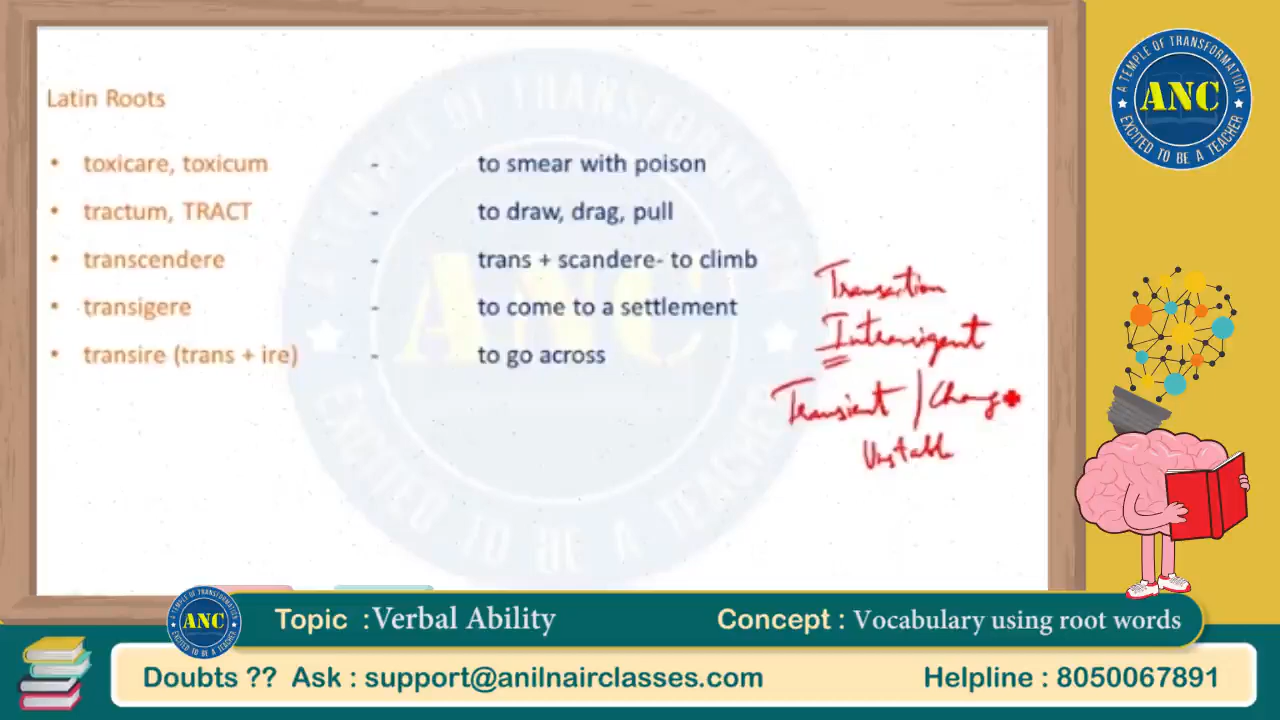 Latin Roots
• toxicare, toxicum - to smear with poison
• tractum, TRACT - to draw, drag, pull
• transcendere - trans + scandere- to climb
• transigere - to come to a settlement
• transire (trans + ire) - to go across
Transaction
Intransigent
Transient / Chang
Unstabl
A TEMPLE OF TRANSFORMATION
ANC
EXCITED TO BE A TEACHER
Topic : Verbal Ability Concept : Vocabulary using root words
Doubts ?? Ask : support@anilnairclasses.com Helpline : 8050067891